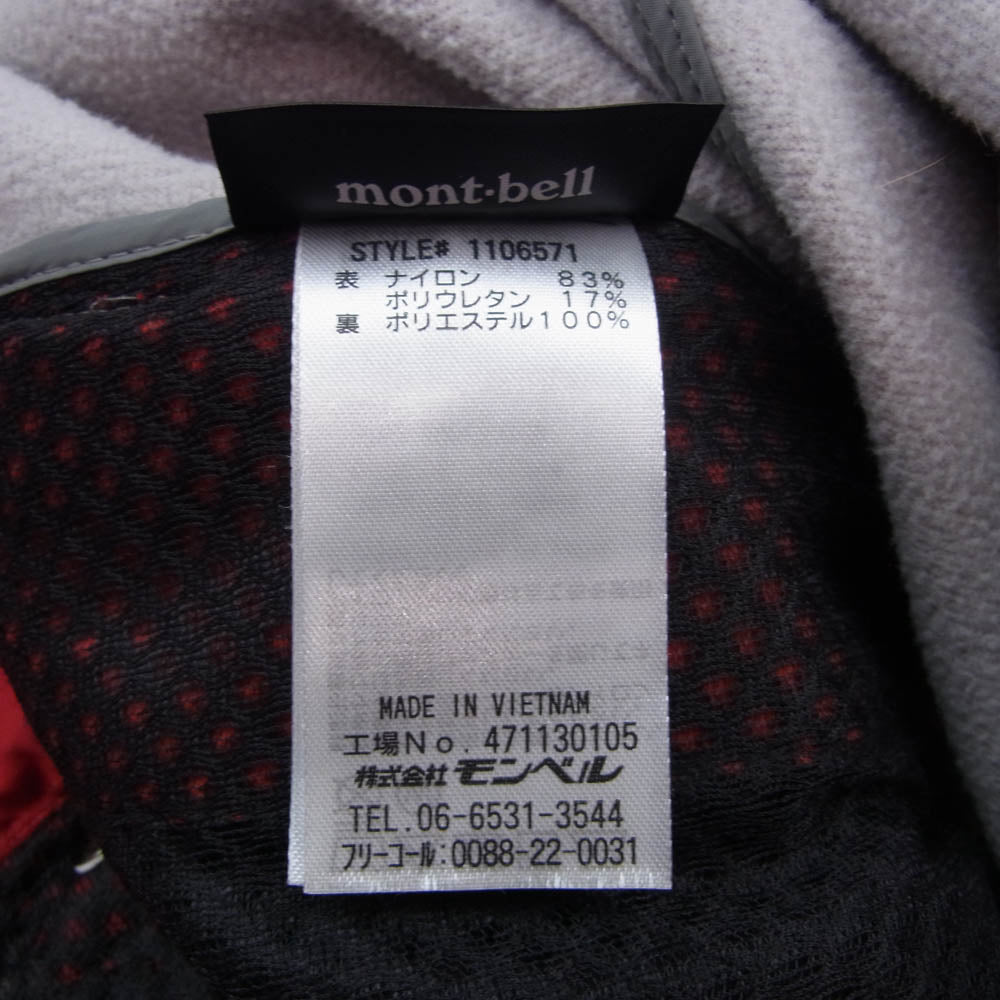 mont-bell
STYLE# 1106571
表 ナイロン 83%
ポリウレタン 17%
裏 ポリエステル100%
MADE IN VIETNAM
工場No. 471130105
株式会社 モンベル
TEL.06-6531-3544
フリーコール:0088-22-0031